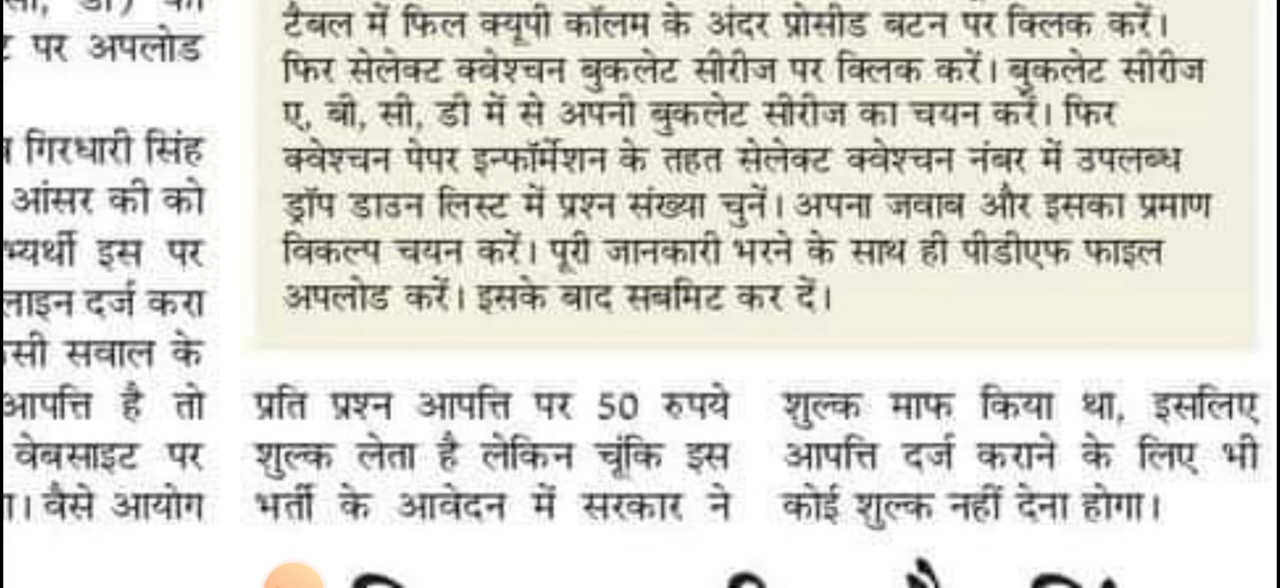 पर अपलोड
गिरधारी सिंह
आंसर की को
इस पर
दर्ज करा
सवाल के
आपत्ति है तो
वेबसाइट पर
वैसे आयोग
टैबल में फिल क्यूपी कॉलम के अंदर प्रोसीड बटन पर क्लिक करें।
फिर सेलेक्ट क्वेश्चन बुकलेट सीरीज पर क्लिक करें। बुकलेट सीरीज
ए, बी, सी, डी में से अपनी बुकलेट सीरीज का चयन करें। फिर
क्वेश्चन पेपर इन्फॉर्मेशन के तहत सेलेक्ट क्वेश्चन नंबर में उपलब्ध
ड्रॉप डाउन लिस्ट में प्रश्न संख्या चुनें। अपना जवाब और इसका प्रमाण
विकल्प चयन करें। पूरी जानकारी भरने के साथ ही पीडीएफ फाइल
अपलोड करें। इसके बाद सबमिट कर दें।
प्रति प्रश्न आपत्ति पर 50 रुपये
शुल्क लेता है लेकिन चूंकि इस
भर्ती के आवेदन में सरकार ने
शुल्क माफ किया था, इसलिए
आपत्ति दर्ज कराने के लिए भी
कोई शुल्क नहीं देना होगा।